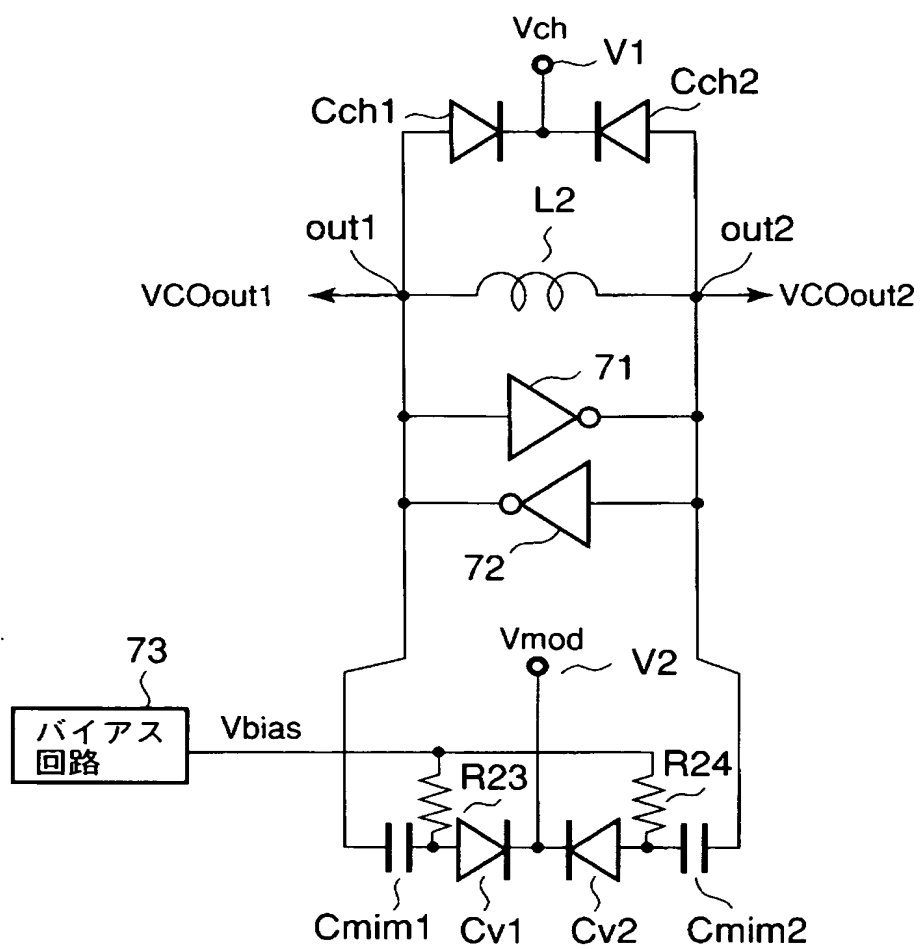 Vch
V1
Cch1
Cch2
L2
out1
out2
VCOout1
VCOout2
71
72
Vmod
V2
73
バイアス
回路
Vbias
R23
R24
Cmim1
Cv1
Cv2
Cmim2